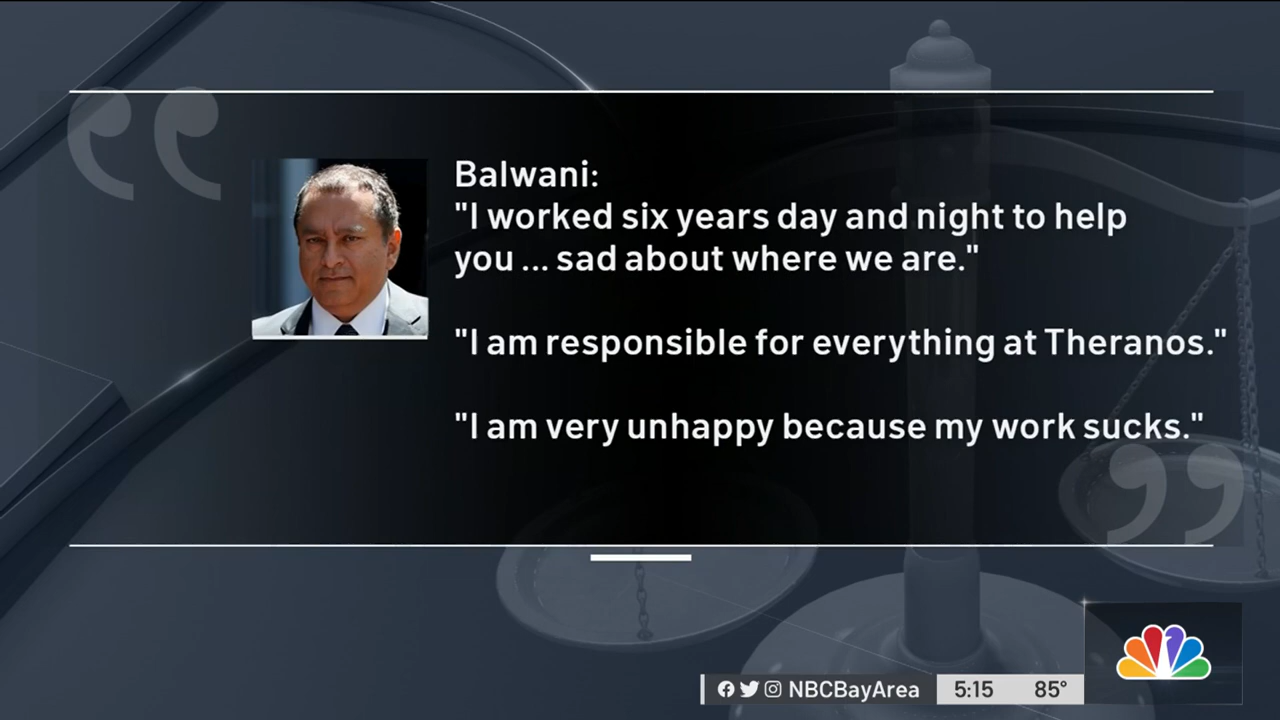 Balwani:
"I worked six years day and night to help
you ... sad about where we are."
"I am responsible for everything at Theranos."
"I am very unhappy because my work sucks."
NBCBayArea 5:15 85°